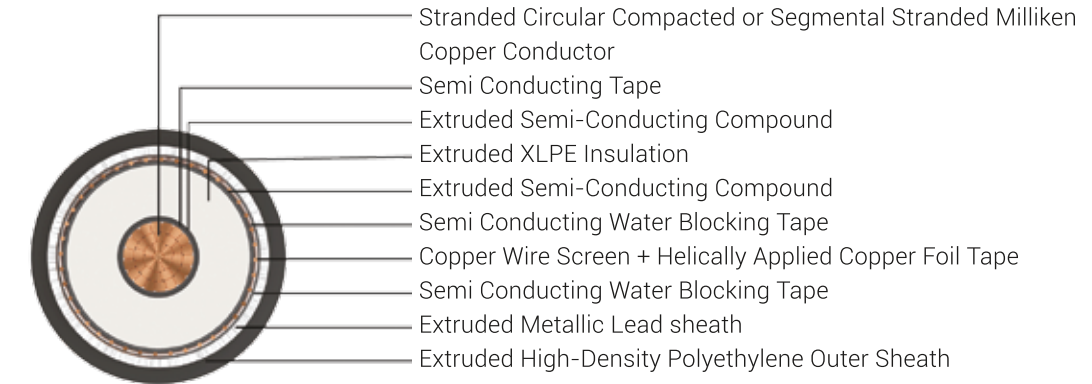 Stranded Circular Compacted or Segmental Stranded Milliken
Copper Conductor
Semi Conducting Tape
Extruded Semi-Conducting Compound
Extruded XLPE Insulation
Extruded Semi-Conducting Compound
Semi Conducting Water Blocking Tape
Copper Wire Screen + Helically Applied Copper Foil Tape
Semi Conducting Water Blocking Tape
Extruded Metallic Lead sheath
Extruded High-Density Polyethylene Outer Sheath